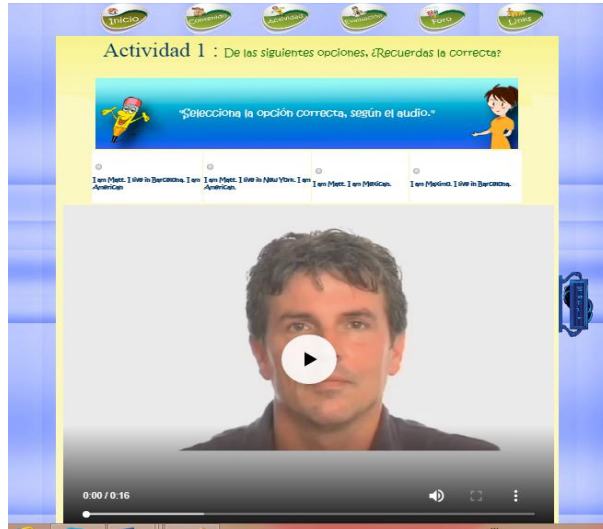 Inicio Contenido Actividad Evaluación Foro Links
Actividad 1 : De las siguientes opciones, ¿Recuerdas la correcta?
"Selecciona la opción correcta, según el audio."
I am Matt. I live in Barcelona. I am
American
I am Matt. I live in New York. I am
American.
I am Matt. I am Mexican.
I am Maximo. I live in Barcelona.
0:00 / 0:16